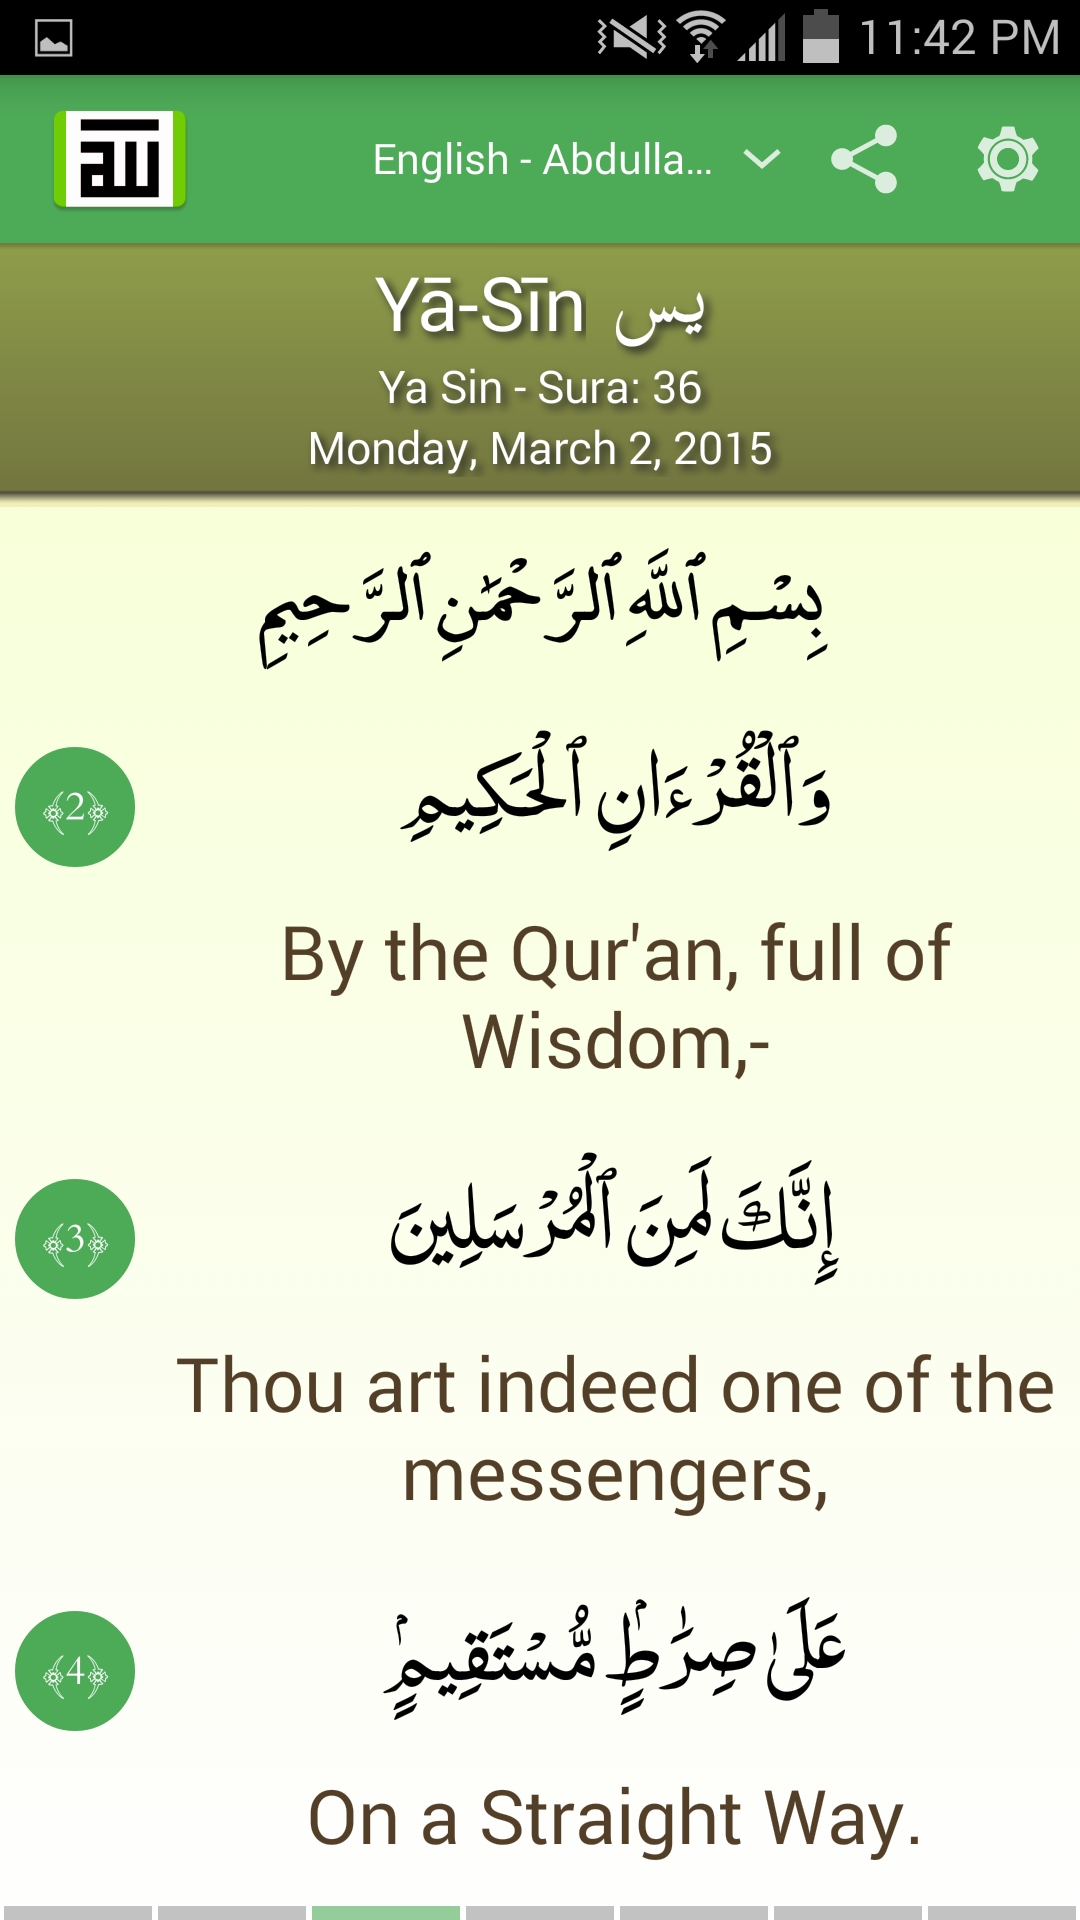 11:42 PM
English - Abdulla...
Yā-Sīn يس
Ya Sin - Sura: 36
Monday, March 2, 2015
بِسْمِ ٱللَّهِ ٱلرَّحْمَٰنِ ٱلرَّحِيمِ
﴾2﴿
وَٱلْقُرْءَانِ ٱلْحَكِيمِ
By the Qur'an, full of
Wisdom,-
﴾3﴿
إِنَّكَ لَمِنَ ٱلْمُرْسَلِينَ
Thou art indeed one of the
messengers,
﴾4﴿
عَلَىٰ صِرَٰطٍ مُّسْتَقِيمٍ
On a Straight Way.